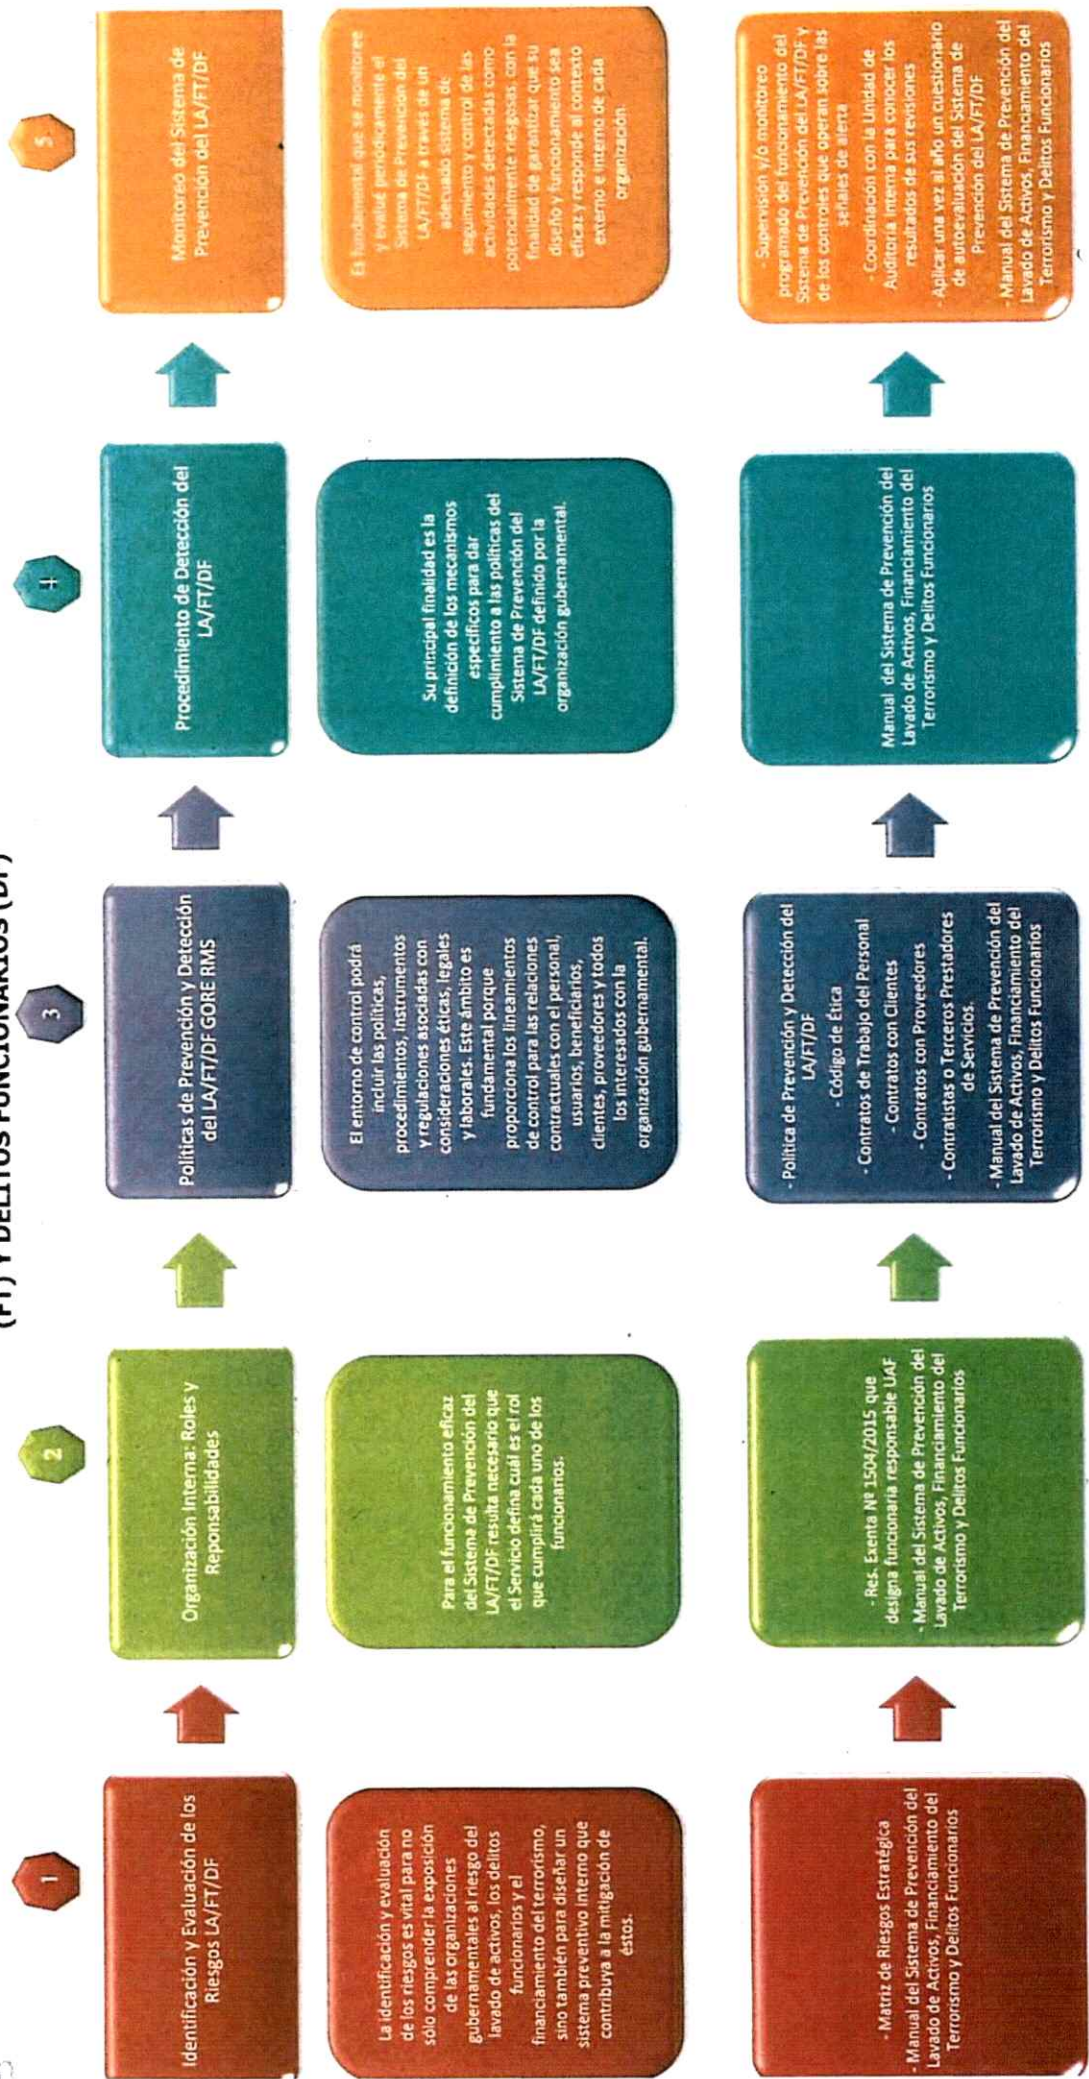 (FT) Y DELITOS FUNCIONARIOS (DF)
1
Identificación y Evaluación de los
Riesgos LA/FT/DF
La identificación y evaluación
de los riesgos es vital para no
sólo comprender la exposición
de las organizaciones
gubernamentales al riesgo del
lavado de activos, los delitos
funcionarios y el
financiamiento del terrorismo,
sino también para diseñar un
sistema preventivo interno que
contribuya a la mitigación de
éstos.
- Matriz de Riesgos Estratégica
- Manual del Sistema de Prevención del
Lavado de Activos, Financiamiento del
Terrorismo y Delitos Funcionarios
2
Organización Interna: Roles y
Reponsabilidades
Para el funcionamiento eficaz
del Sistema de Prevención del
LA/FT/DF resulta necesario que
el Servicio defina cuál es el rol
que cumplirá cada uno de los
funcionarios.
- Res. Exenta Nº 1504/2015 que
designa funcionaria responsable UAF
- Manual del Sistema de Prevención del
Lavado de Activos, Financiamiento del
Terrorismo y Delitos Funcionarios
3
Políticas de Prevención y Detección
del LA/FT/DF GORE RMS
El entorno de control podrá
incluir las políticas,
procedimientos, instrumentos
y regulaciones asociadas con
consideraciones éticas, legales
y laborales. Este ámbito es
fundamental porque
proporciona los lineamientos
de control para las relaciones
contractuales con el personal,
usuarios, beneficiarios,
clientes, proveedores y todos
los interesados con la
organización gubernamental.
- Política de Prevención y Detección del
LA/FT/DF
- Código de Ética
- Contratos de Trabajo del Personal
- Contratos con Clientes
- Contratos con Proveedores
- Contratistas o Terceros Prestadores
de Servicios.
- Manual del Sistema de Prevención del
Lavado de Activos, Financiamiento del
Terrorismo y Delitos Funcionarios
4
Procedimiento de Detección del
LA/FT/DF
Su principal finalidad es la
definición de los mecanismos
específicos para dar
cumplimiento a las políticas del
Sistema de Prevención del
LA/FT/DF definido por la
organización gubernamental.
Manual del Sistema de Prevención del
Lavado de Activos, Financiamiento del
Terrorismo y Delitos Funcionarios
5
Monitoreo del Sistema de
Prevención del LA/FT/DF
Es fundamental que se monitoree
y evalué periódicamente el
Sistema de Prevención del
LA/FT/DF a través de un
adecuado sistema de
seguimiento y control de las
actividades detectadas como
potencialmente riesgosas, con la
finalidad de garantizar que su
diseño y funcionamiento sea
eficaz y responde al contexto
externo e interno de cada
organización.
- Supervisión y/o monitoreo
programado del funcionamiento del
Sistema de Prevención del LA/FT/DF y
de los controles que operan sobre las
señales de alerta
- Coordinación con la Unidad de
Auditoría Interna para conocer los
resultados de sus revisiones
- Aplicar una vez al año un cuestionario
de autoevaluación del Sistema de
Prevención del LA/FT/DF
- Manual del Sistema de Prevención del
Lavado de Activos, Financiamiento del
Terrorismo y Delitos Funcionarios